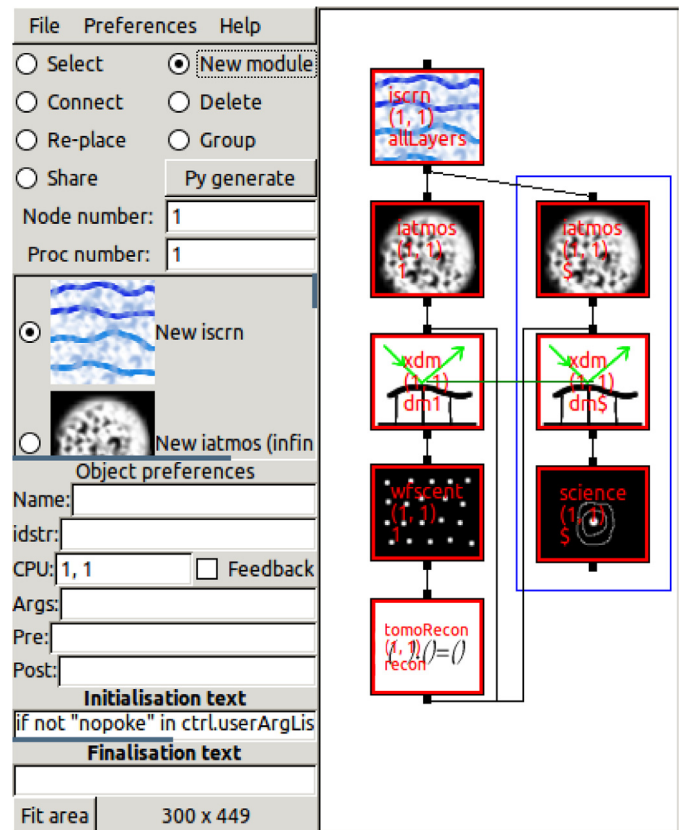 File Preferences Help
Select New module
Connect Delete
Re-place Group
Share Py generate
Node number: 1
Proc number: 1
New iscrn
New iatmos (infin
Object preferences
Name:
idstr:
CPU: 1, 1 Feedback
Args:
Pre:
Post:
Initialisation text
if not "nopoke" in ctrl.userArgLis
Finalisation text
Fit area 300 x 449
iscrn
(1, 1)
allLayers
iatmos
(1, 1)
1
iatmos
(1, 1)
$
xdm
(1, 1)
dm1
xdm
(1, 1)
dm$
wfscent
(1, 1)
1
science
(1, 1)
$
tomoRecon
(1, 1)
recon
( ).()=()